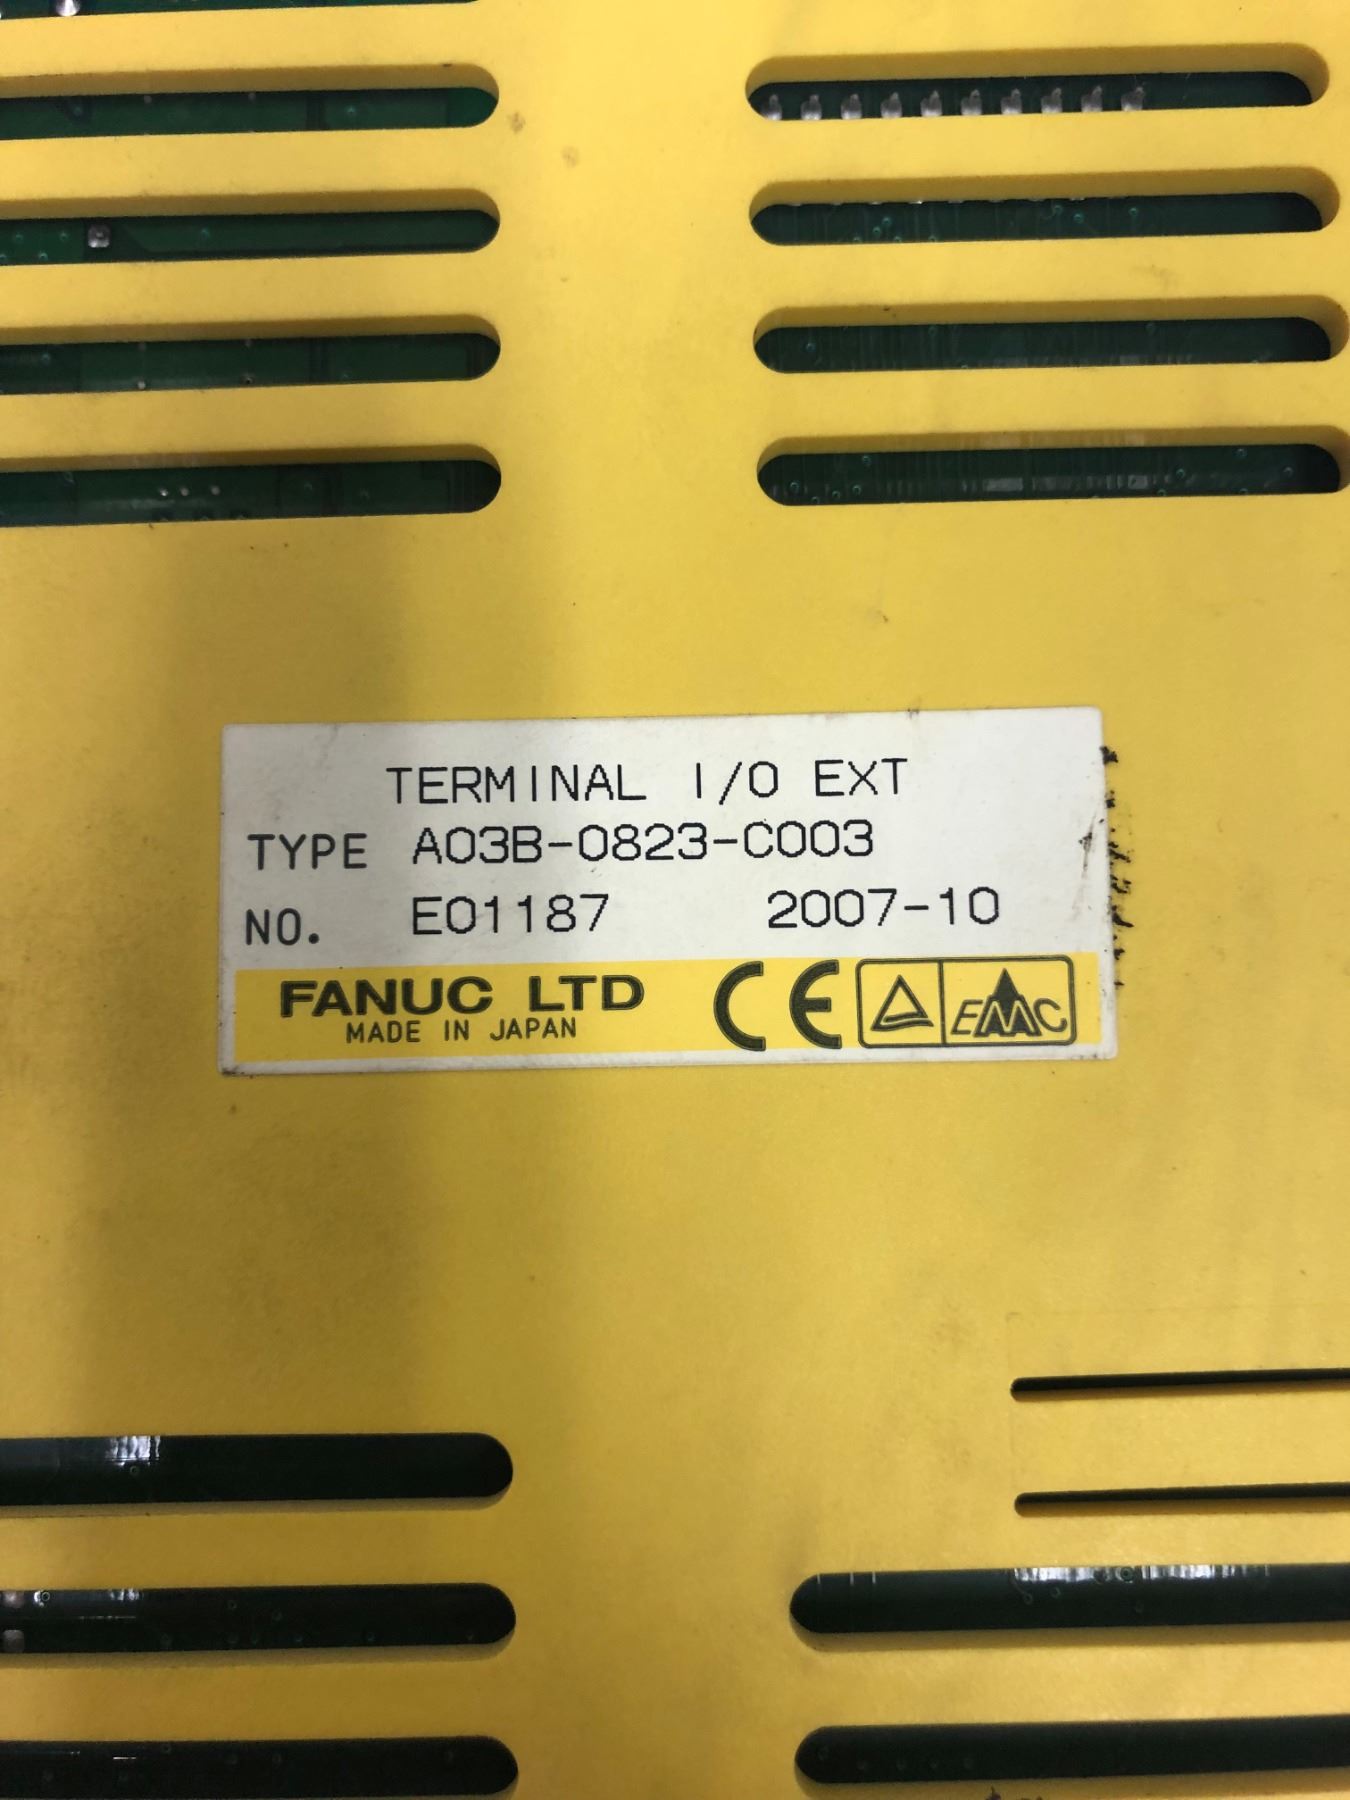 TERMINAL I/O EXT
TYPE A03B-0823-C003
NO. E01187 2007-10
FANUC LTD CE EMC
MADE IN JAPAN